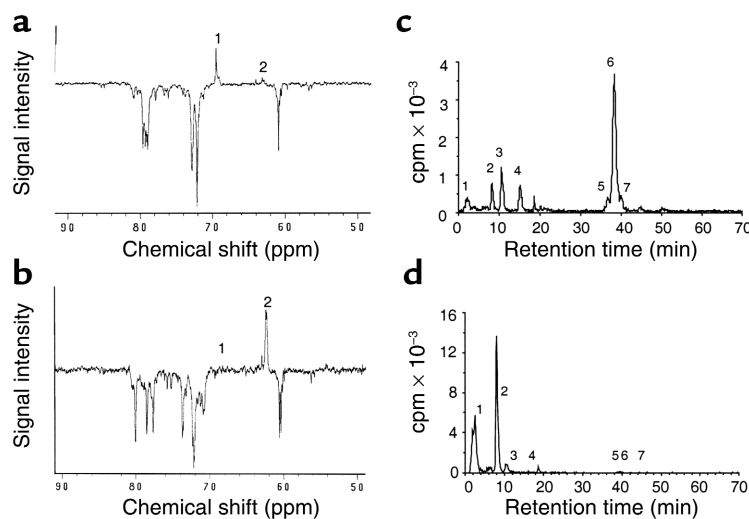 a
Signal intensity
1
2
90
80
70
60
50
Chemical shift (ppm)
b
Signal intensity
1
2
90
80
70
60
50
Chemical shift (ppm)
c
cpm × 10⁻³
4
3
2
1
0
1
2
3
4
5
6
7
0 10 20 30 40 50 60 70
Retention time (min)
d
cpm × 10⁻³
16
12
8
4
0
1
2
3
4
5 6 7
0 10 20 30 40 50 60 70
Retention time (min)